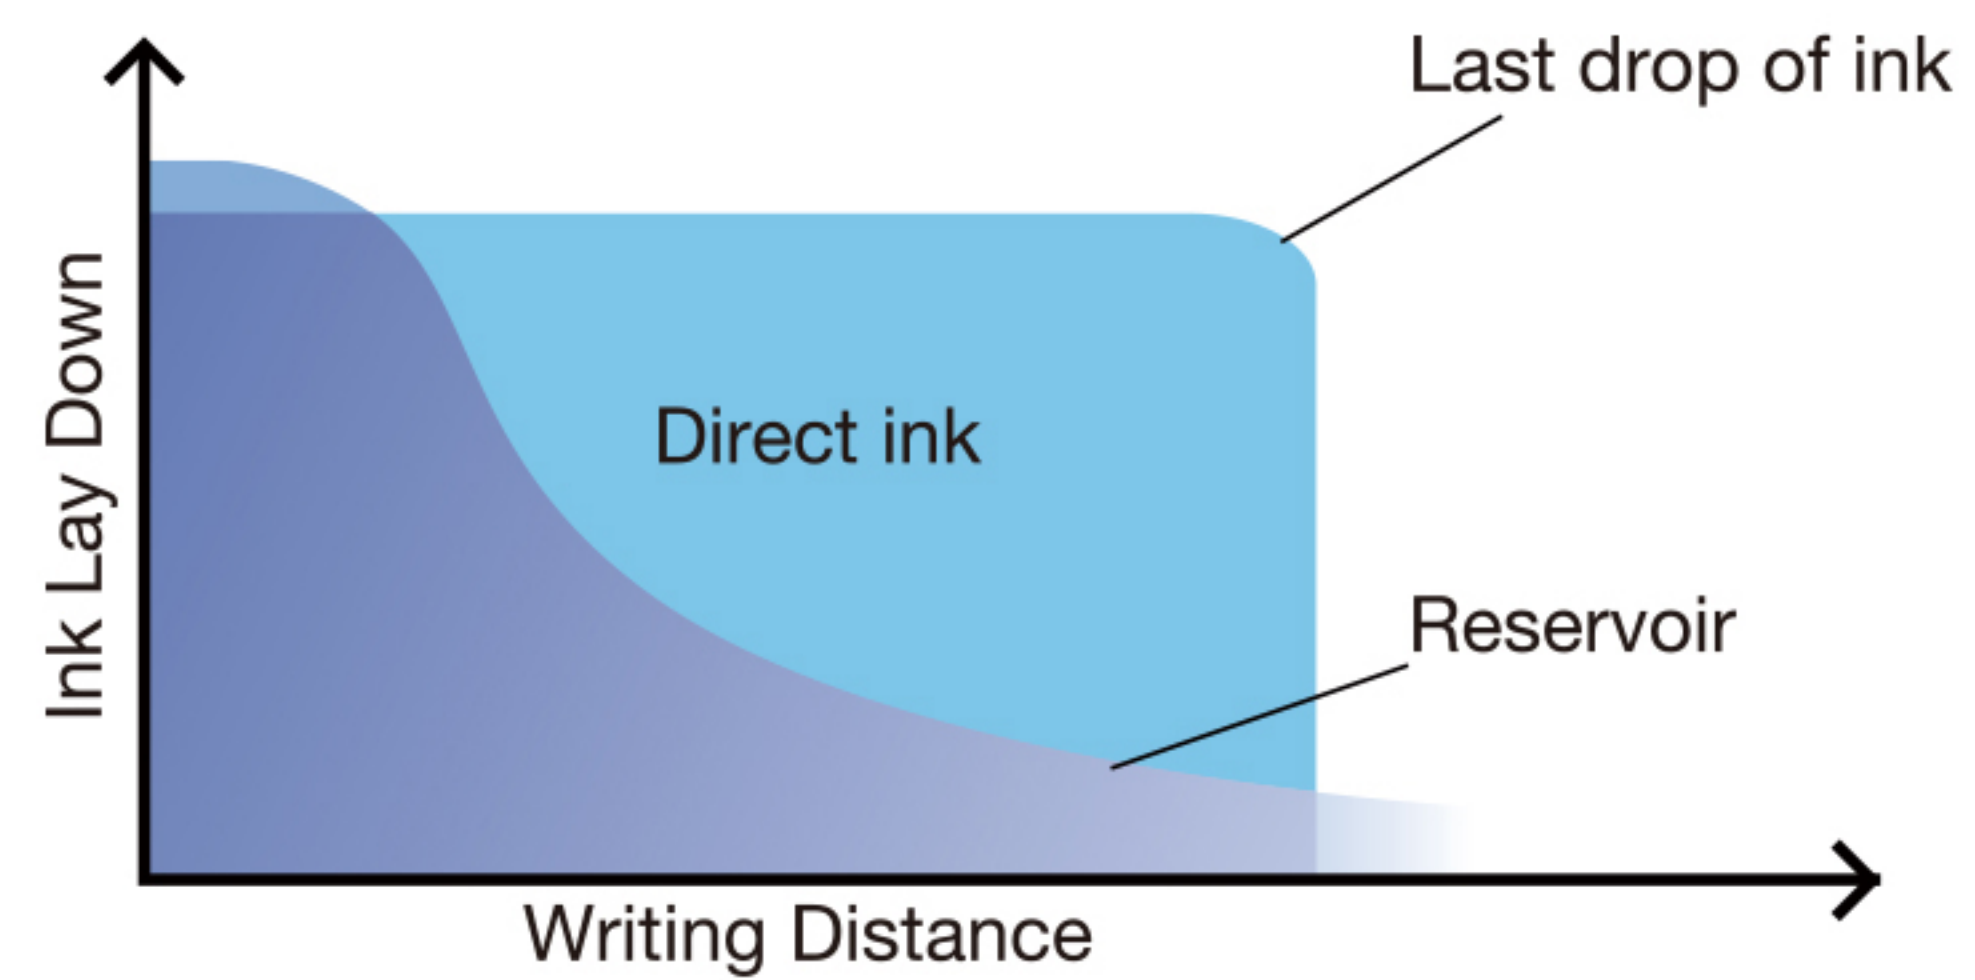 Last drop of ink
Ink Lay Down
Direct ink
Reservoir
Writing Distance